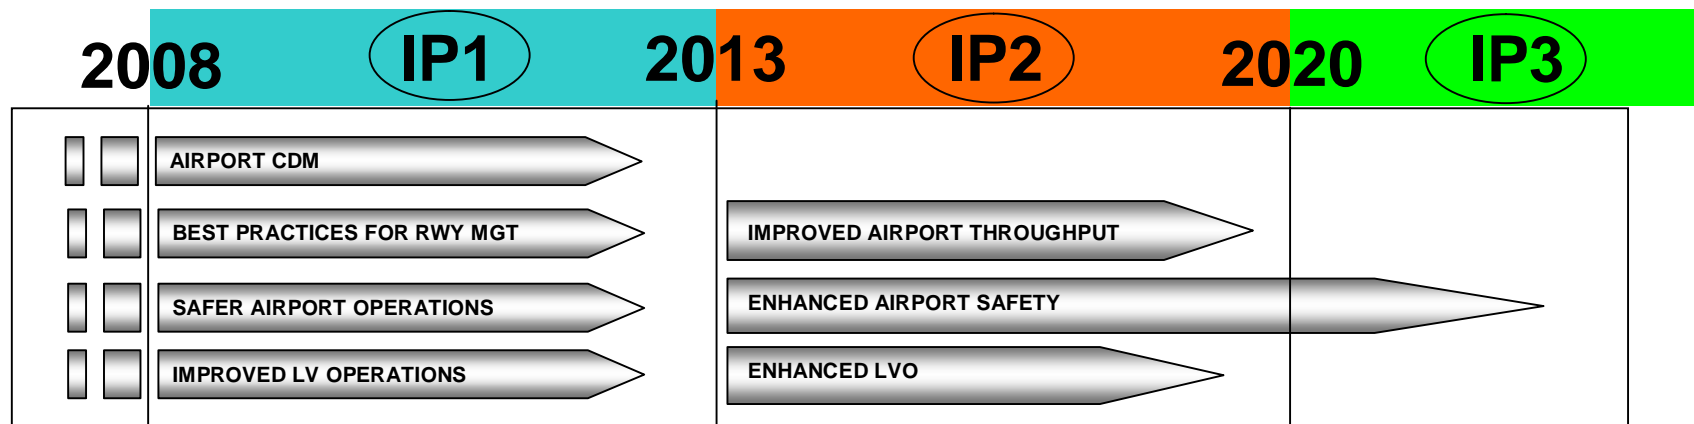 2008 IP1 2013 IP2 2020 IP3
AIRPORT CDM
BEST PRACTICES FOR RWY MGT IMPROVED AIRPORT THROUGHPUT
SAFER AIRPORT OPERATIONS ENHANCED AIRPORT SAFETY
IMPROVED LV OPERATIONS ENHANCED LVO